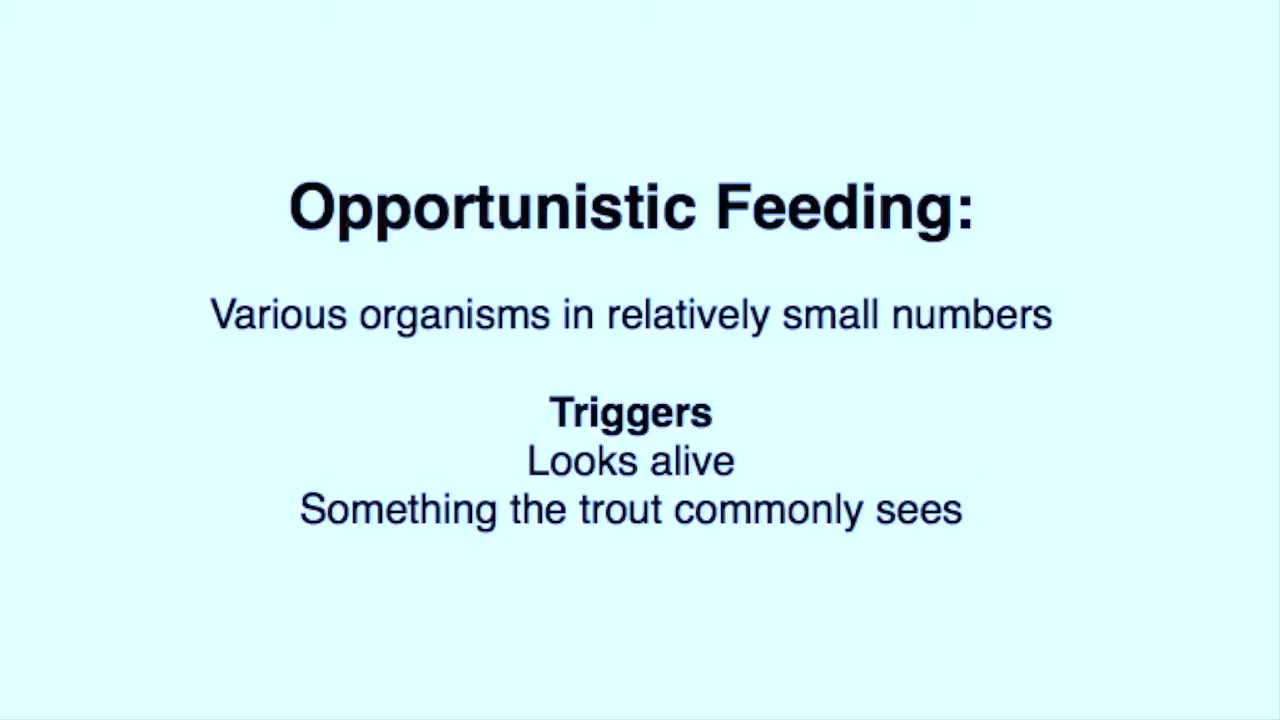 Opportunistic Feeding:
Various organisms in relatively small numbers
Triggers
Looks alive
Something the trout commonly sees